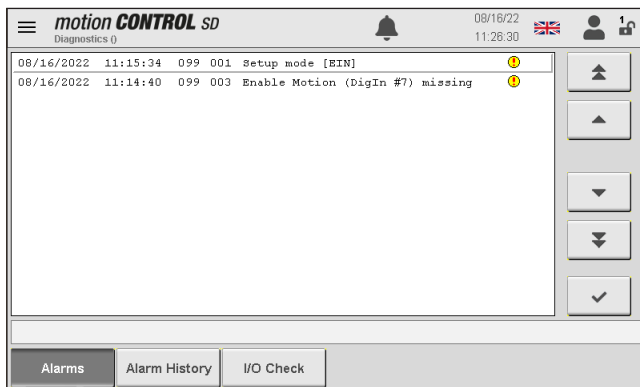 motion CONTROL SD
Diagnostics ()
08/16/22
11:26:30
1
08/16/2022 11:15:34 099 001 Setup mode [EIN]
08/16/2022 11:14:40 099 003 Enable Motion (DigIn #7) missing
Alarms
Alarm History
I/O Check